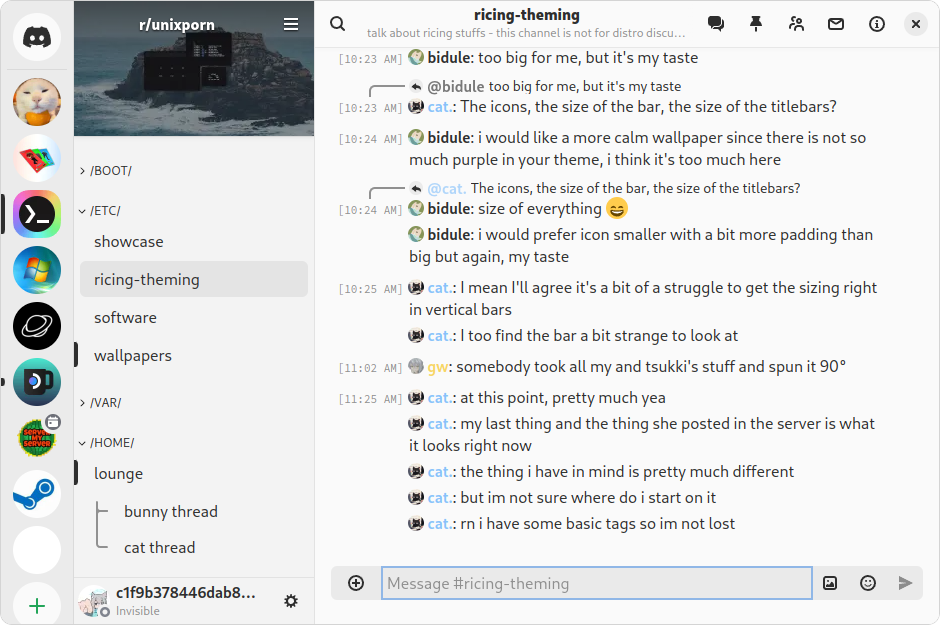 r/unixporn
/BOOT/
/ETC/
showcase
ricing-theming
software
wallpapers
/VAR/
/HOME/
lounge
bunny thread
cat thread
c1f9b378446dab8...
Invisible
SERVE
MY
SERVER
ricing-theming
talk about ricing stuffs - this channel is not for distro discu...
[10:23 AM] bidule: too big for me, but it's my taste
@bidule too big for me, but it's my taste
[10:23 AM] cat.: The icons, the size of the bar, the size of the titlebars?
[10:24 AM] bidule: i would like a more calm wallpaper since there is not so
much purple in your theme, i think it's too much here
@cat. The icons, the size of the bar, the size of the titlebars?
[10:24 AM] bidule: size of everything 😄
bidule: i would prefer icon smaller with a bit more padding than
big but again, my taste
[10:25 AM] cat.: I mean I'll agree it's a bit of a struggle to get the sizing right
in vertical bars
cat.: I too find the bar a bit strange to look at
[11:02 AM] gw: somebody took all my and tsukki's stuff and spun it 90°
[11:25 AM] cat.: at this point, pretty much yea
cat.: my last thing and the thing she posted in the server is what
it looks right now
cat.: the thing i have in mind is pretty much different
cat.: but im not sure where do i start on it
cat.: rn i have some basic tags so im not lost
Message #ricing-theming